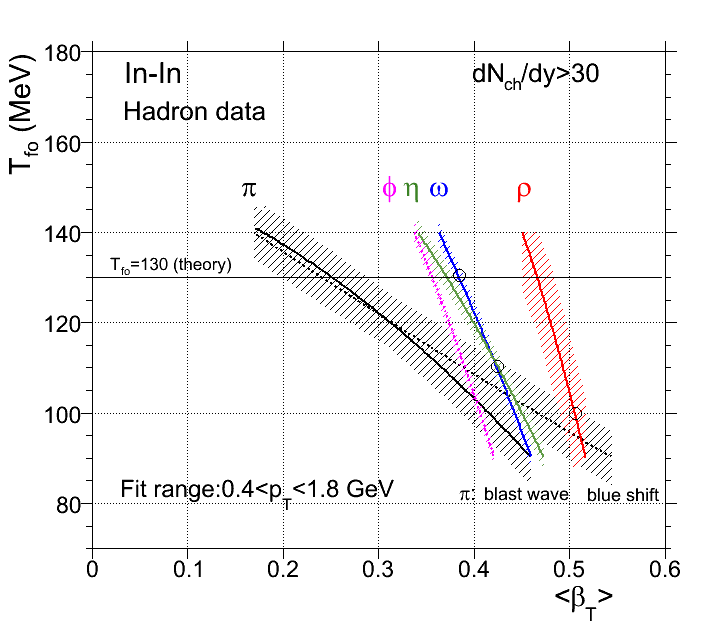 In-In
dN_ch/dy>30
Hadron data
T_fo (MeV)
180
160
140
120
100
80
π
ϕ
η
ω
ρ
T_fo=130 (theory)
Fit range:0.4<p_T<1.8 GeV
π: blast wave
blue shift
0
0.1
0.2
0.3
0.4
0.5
0.6
<β_T>